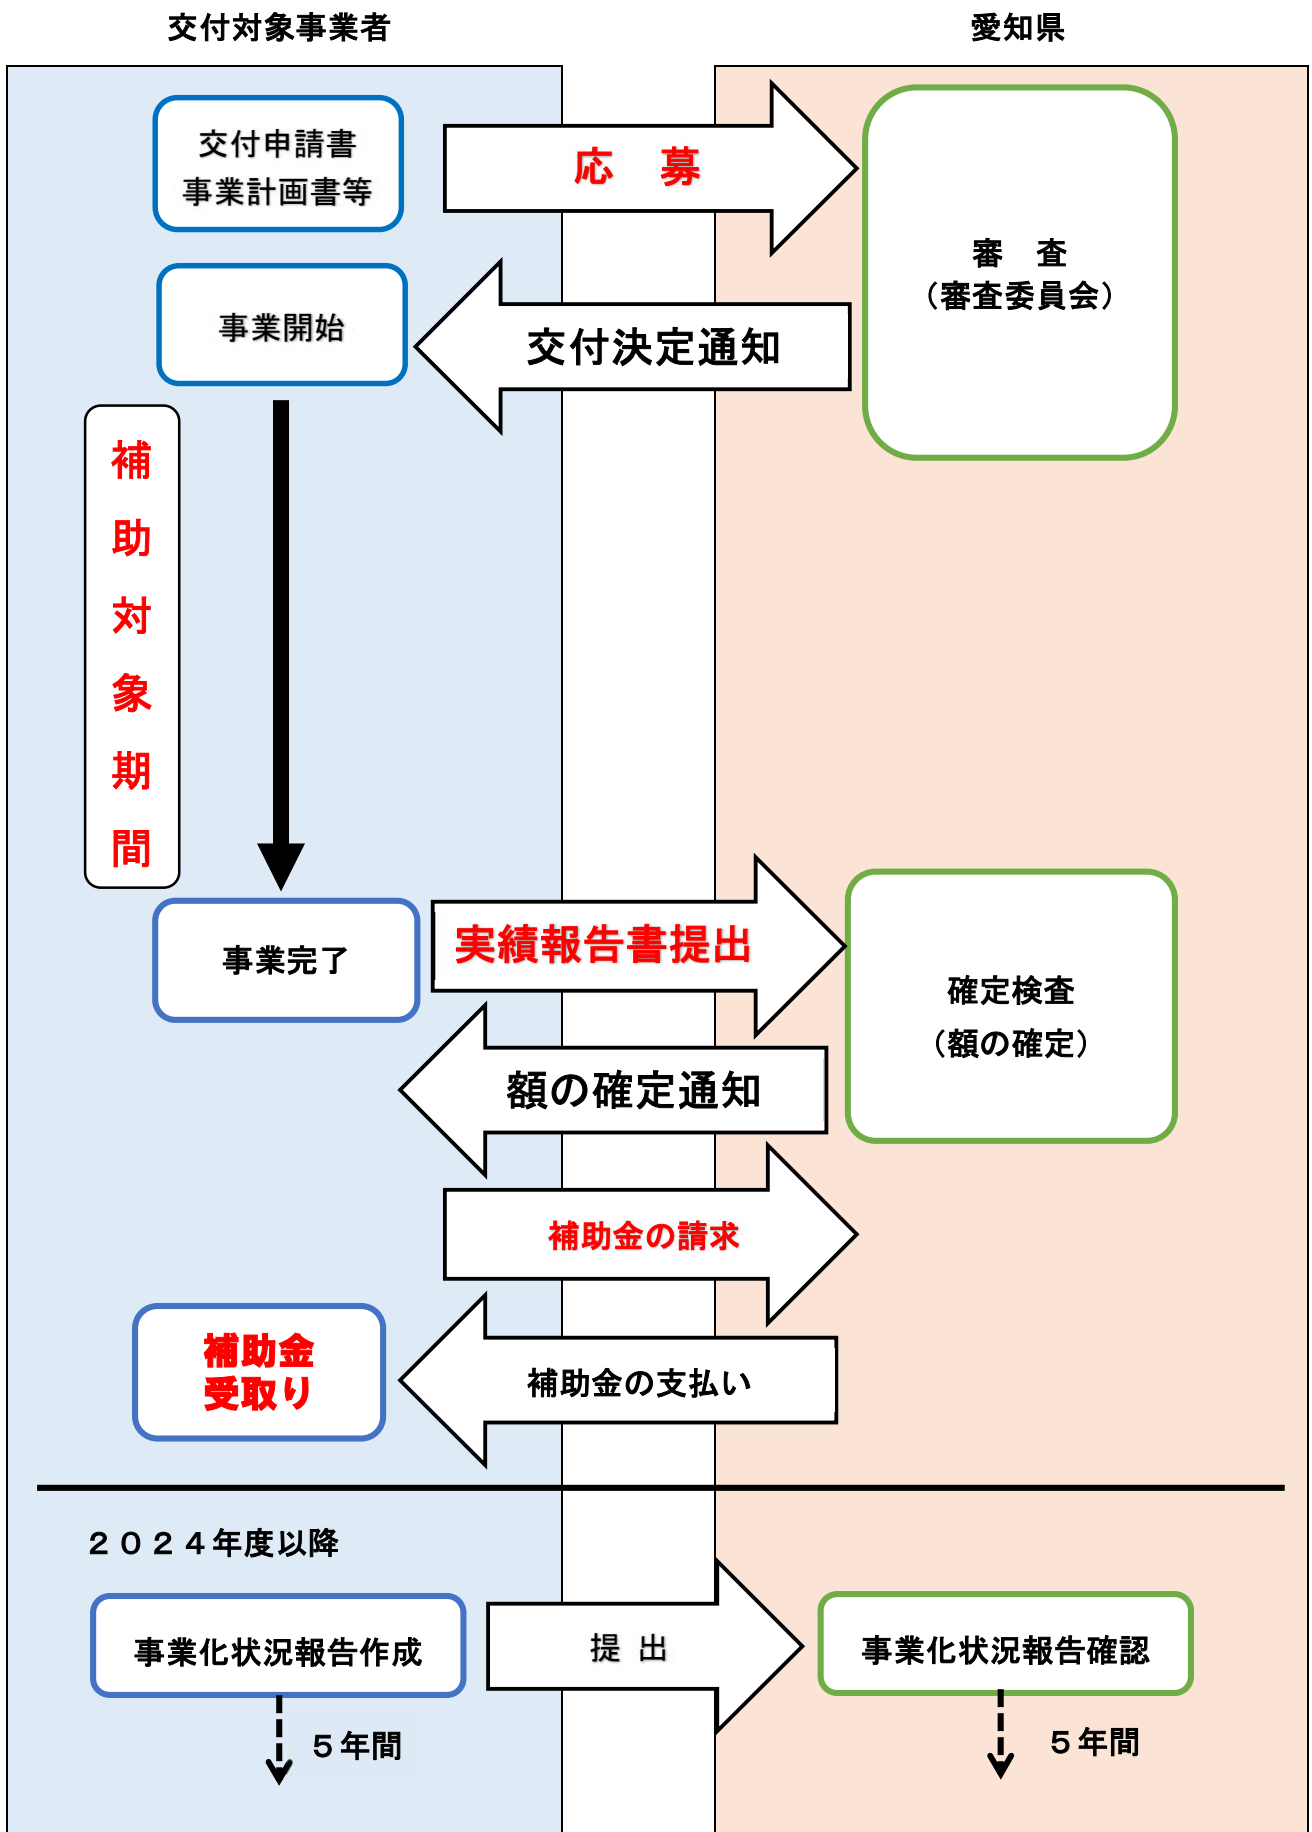 交付対象事業者
愛知県
交付申請書
事業計画書等
応　募
審　査
（審査委員会）
事業開始
交付決定通知
補助対象期間
事業完了
実績報告書提出
確定検査
（額の確定）
額の確定通知
補助金の請求
補助金
受取り
補助金の支払い
２０２４年度以降
事業化状況報告作成
提 出
事業化状況報告確認
５年間
５年間